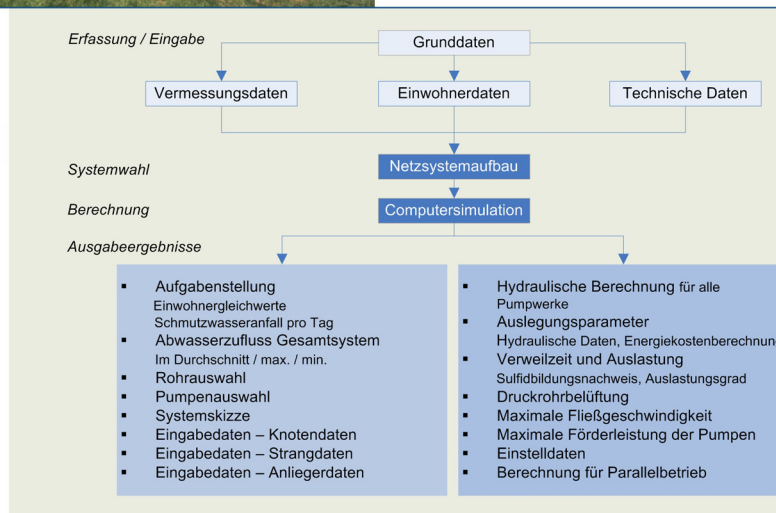 Erfassung / Eingabe
Grunddaten
Vermessungsdaten
Einwohnerdaten
Technische Daten
Systemwahl
Netzsystemaufbau
Berechnung
Computersimulation
Ausgabeergebnisse
▪ Aufgabenstellung
Einwohnergleichwerte
Schmutzwasseranfall pro Tag
▪ Abwasserzufluss Gesamtsystem
Im Durchschnitt / max. / min.
▪ Rohrauswahl
▪ Pumpenauswahl
▪ Systemskizze
▪ Eingabedaten – Knotendaten
▪ Eingabedaten – Strangdaten
▪ Eingabedaten – Anliegerdaten
▪ Hydraulische Berechnung für alle
Pumpwerke
▪ Auslegungsparameter
Hydraulische Daten, Energiekostenberechnun
▪ Verweilzeit und Auslastung
Sulfidbildungsnachweis, Auslastungsgrad
▪ Druckrohrbelüftung
▪ Maximale Fließgeschwindigkeit
▪ Maximale Förderleistung der Pumpen
▪ Einstelldaten
▪ Berechnung für Parallelbetrieb